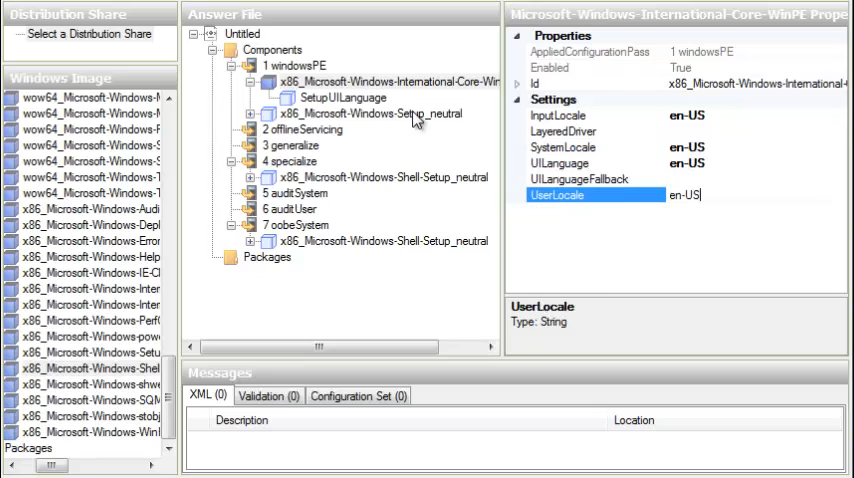 Distribution Share
Select a Distribution Share
Windows Image
wow64_Microsoft-Windows-M
wow64_Microsoft-Windows-M
wow64_Microsoft-Windows-F
wow64_Microsoft-Windows-S
wow64_Microsoft-Windows-S
wow64_Microsoft-Windows-T
wow64_Microsoft-Windows-T
x86_Microsoft-Windows-Audi
x86_Microsoft-Windows-Depl
x86_Microsoft-Windows-Error
x86_Microsoft-Windows-Help
x86_Microsoft-Windows-IE-Cl
x86_Microsoft-Windows-Inter
x86_Microsoft-Windows-Inter
x86_Microsoft-Windows-PerfC
x86_Microsoft-Windows-powe
x86_Microsoft-Windows-Setu
x86_Microsoft-Windows-Shel
x86_Microsoft-Windows-shwe
x86_Microsoft-Windows-SQM
x86_Microsoft-Windows-stobj
x86_Microsoft-Windows-WinI
Packages
Answer File
Untitled
Components
1 windowsPE
x86_Microsoft-Windows-International-Core-Win
SetupUILanguage
x86_Microsoft-Windows-Setup_neutral
2 offlineServicing
3 generalize
4 specialize
x86_Microsoft-Windows-Shell-Setup_neutral
5 auditSystem
6 auditUser
7 oobeSystem
x86_Microsoft-Windows-Shell-Setup_neutral
Packages
Microsoft-Windows-International-Core-WinPE Prope
Properties
AppliedConfigurationPass 1 windowsPE
Enabled True
Id x86_Microsoft-Windows-International-
Settings
InputLocale en-US
LayeredDriver
SystemLocale en-US
UILanguage en-US
UILanguageFallback
UserLocale en-US
UserLocale
Type: String
Messages
XML (0) Validation (0) Configuration Set (0)
Description Location